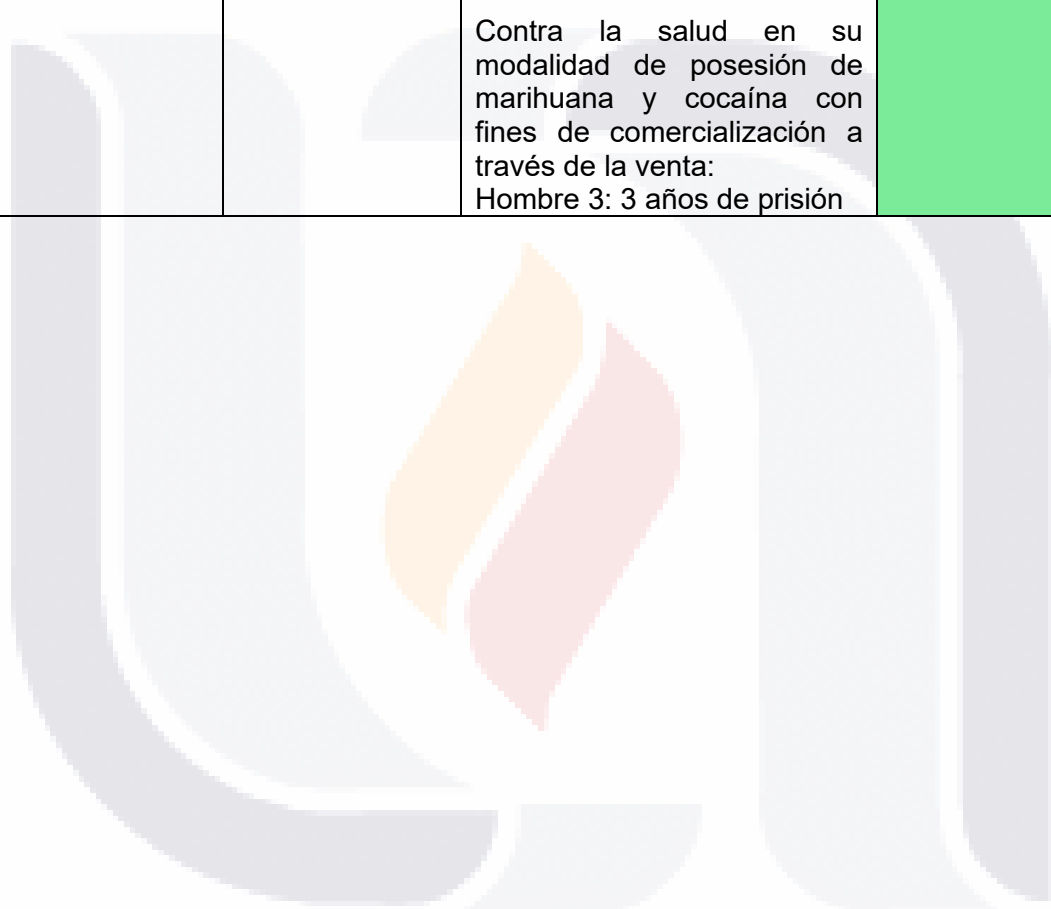 Contra la salud en su
modalidad de posesión de
marihuana y cocaína con
fines de comercialización a
través de la venta:
Hombre 3: 3 años de prisión